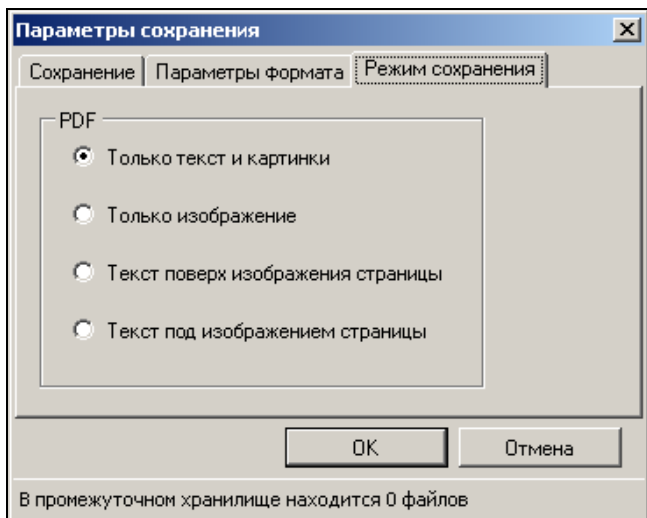 Параметры сохранения
Сохранение Параметры формата Режим сохранения
PDF
Только текст и картинки
Только изображение
Текст поверх изображения страницы
Текст под изображением страницы
OK Отмена
В промежуточном хранилище находится 0 файлов